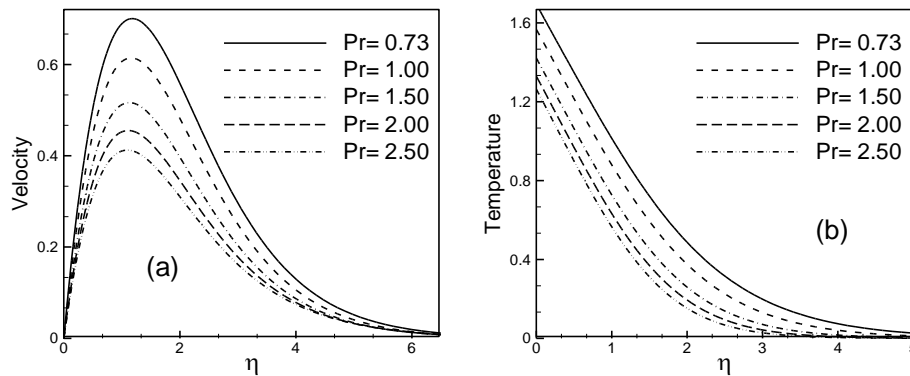 Velocity
0
0.2
0.4
0.6
0
2
4
6
η
(a)
Pr= 0.73
Pr= 1.00
Pr= 1.50
Pr= 2.00
Pr= 2.50
Temperature
0
0.4
0.8
1.2
1.6
0
1
2
3
4
5
η
(b)
Pr= 0.73
Pr= 1.00
Pr= 1.50
Pr= 2.00
Pr= 2.50